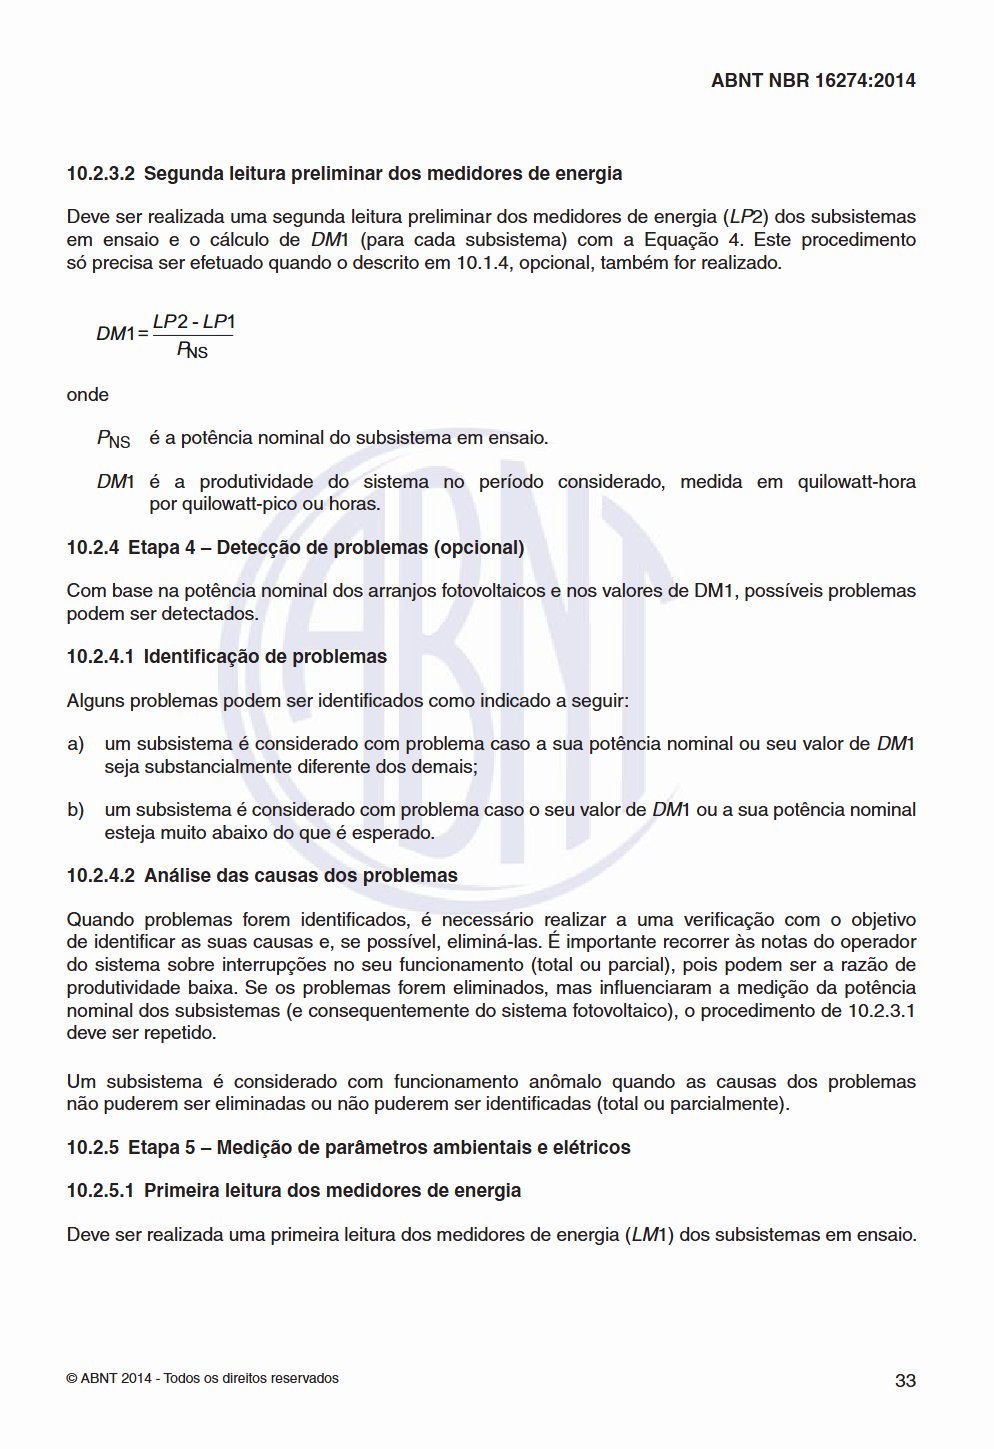 ABNT NBR 16274:2014
10.2.3.2 Segunda leitura preliminar dos medidores de energia
Deve ser realizada uma segunda leitura preliminar dos medidores de energia (LP2) dos subsistemas
em ensaio e o cálculo de DM1 (para cada subsistema) com a Equação 4. Este procedimento
só precisa ser efetuado quando o descrito em 10.1.4, opcional, também for realizado.
DM1 = LP2 - LP1
PNS
onde
PNS é a potência nominal do subsistema em ensaio.
DM1 é a produtividade do sistema no período considerado, medida em quilowatt-hora
por quilowatt-pico ou horas.
10.2.4 Etapa 4 – Detecção de problemas (opcional)
Com base na potência nominal dos arranjos fotovoltaicos e nos valores de DM1, possíveis problemas
podem ser detectados.
10.2.4.1 Identificação de problemas
Alguns problemas podem ser identificados como indicado a seguir:
a) um subsistema é considerado com problema caso a sua potência nominal ou seu valor de DM1
seja substancialmente diferente dos demais;
b) um subsistema é considerado com problema caso o seu valor de DM1 ou a sua potência nominal
esteja muito abaixo do que é esperado.
10.2.4.2 Análise das causas dos problemas
Quando problemas forem identificados, é necessário realizar a uma verificação com o objetivo
de identificar as suas causas e, se possível, eliminá-las. É importante recorrer às notas do operador
do sistema sobre interrupções no seu funcionamento (total ou parcial), pois podem ser a razão de
produtividade baixa. Se os problemas forem eliminados, mas influenciaram a medição da potência
nominal dos subsistemas (e consequentemente do sistema fotovoltaico), o procedimento de 10.2.3.1
deve ser repetido.
Um subsistema é considerado com funcionamento anômalo quando as causas dos problemas
não puderem ser eliminadas ou não puderem ser identificadas (total ou parcialmente).
10.2.5 Etapa 5 – Medição de parâmetros ambientais e elétricos
10.2.5.1 Primeira leitura dos medidores de energia
Deve ser realizada uma primeira leitura dos medidores de energia (LM1) dos subsistemas em ensaio.
ABNT
© ABNT 2014 - Todos os direitos reservados
33